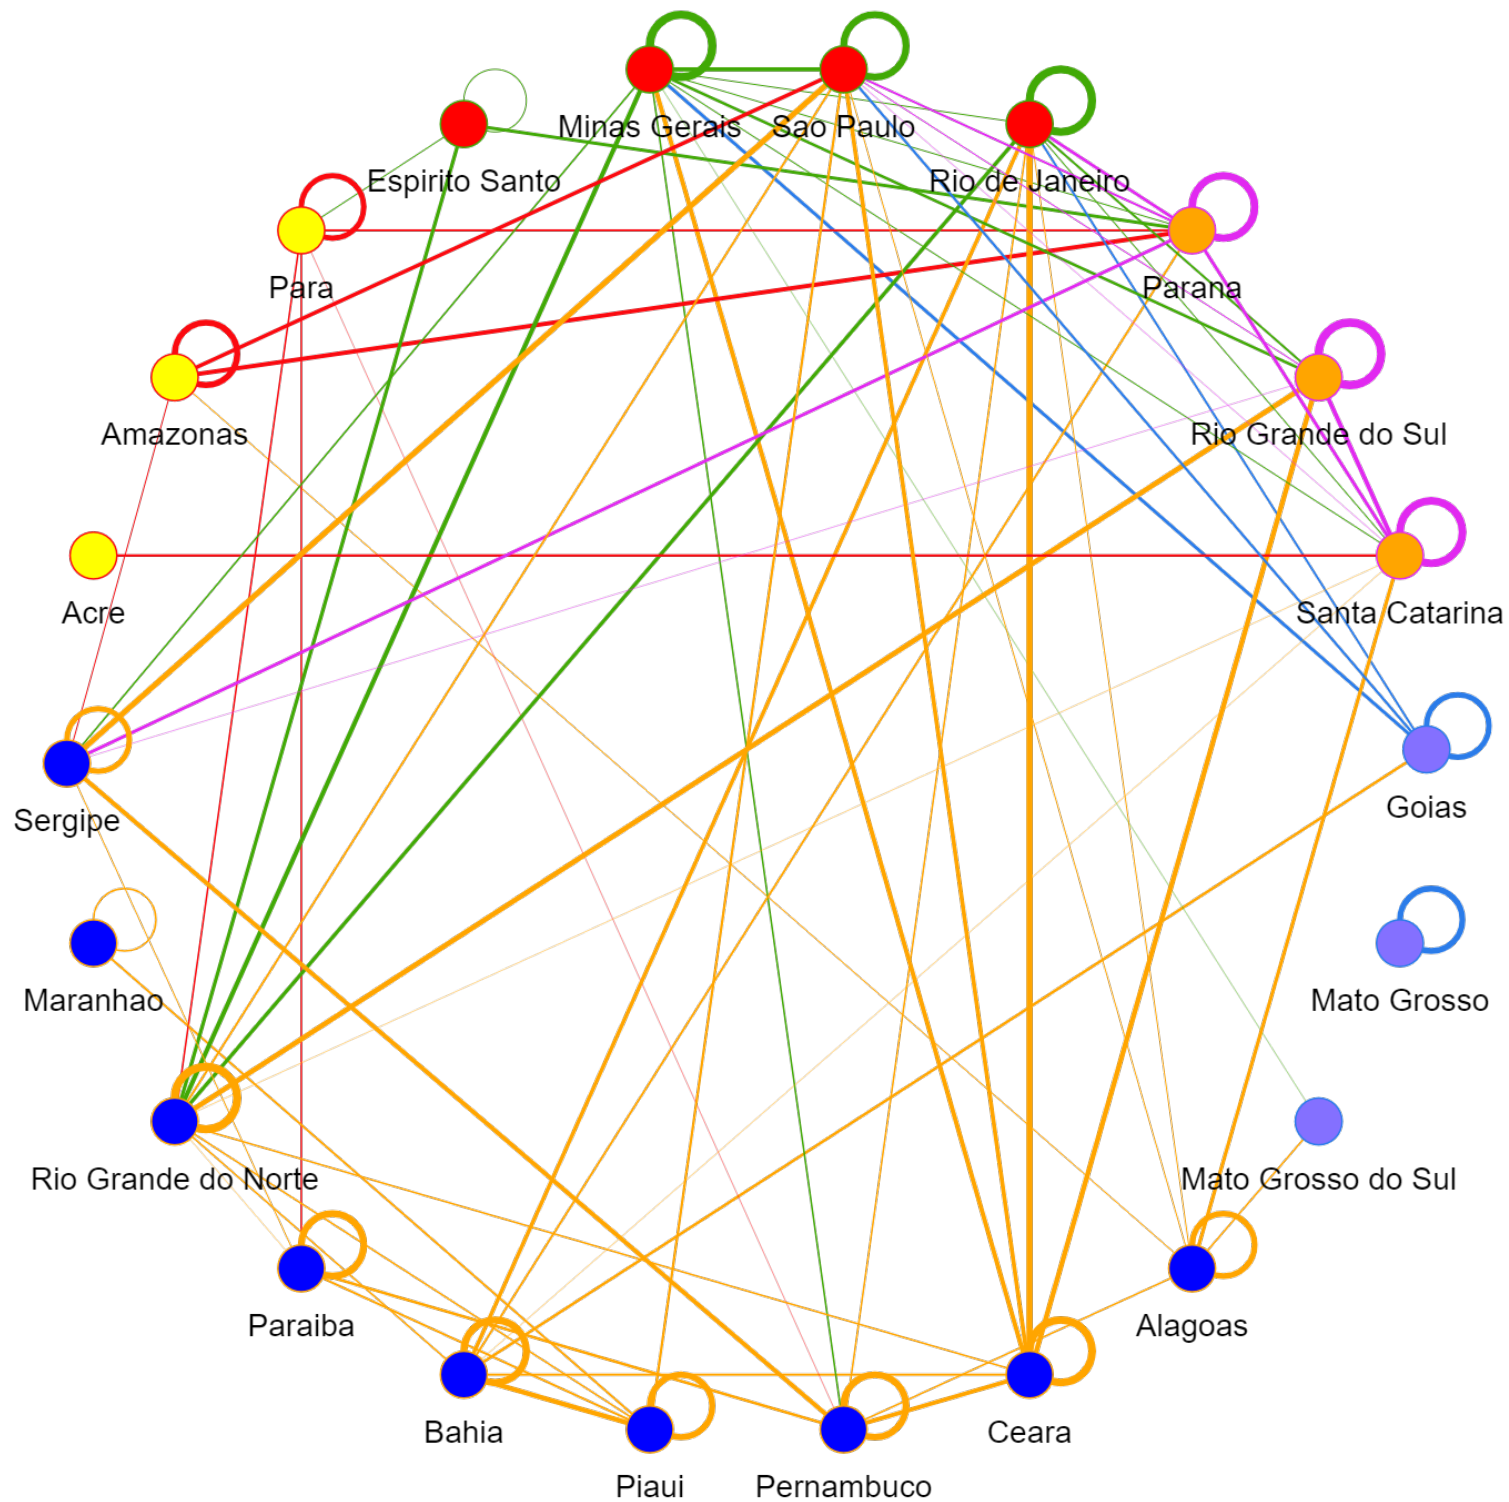 Minas Gerais
Sao Paulo
Espirito Santo
Rio de Janeiro
Para
Parana
Amazonas
Rio Grande do Sul
Acre
Santa Catarina
Goias
Sergipe
Maranhao
Mato Grosso
Rio Grande do Norte
Mato Grosso do Sul
Paraiba
Alagoas
Bahia
Ceara
Piaui
Pernambuco